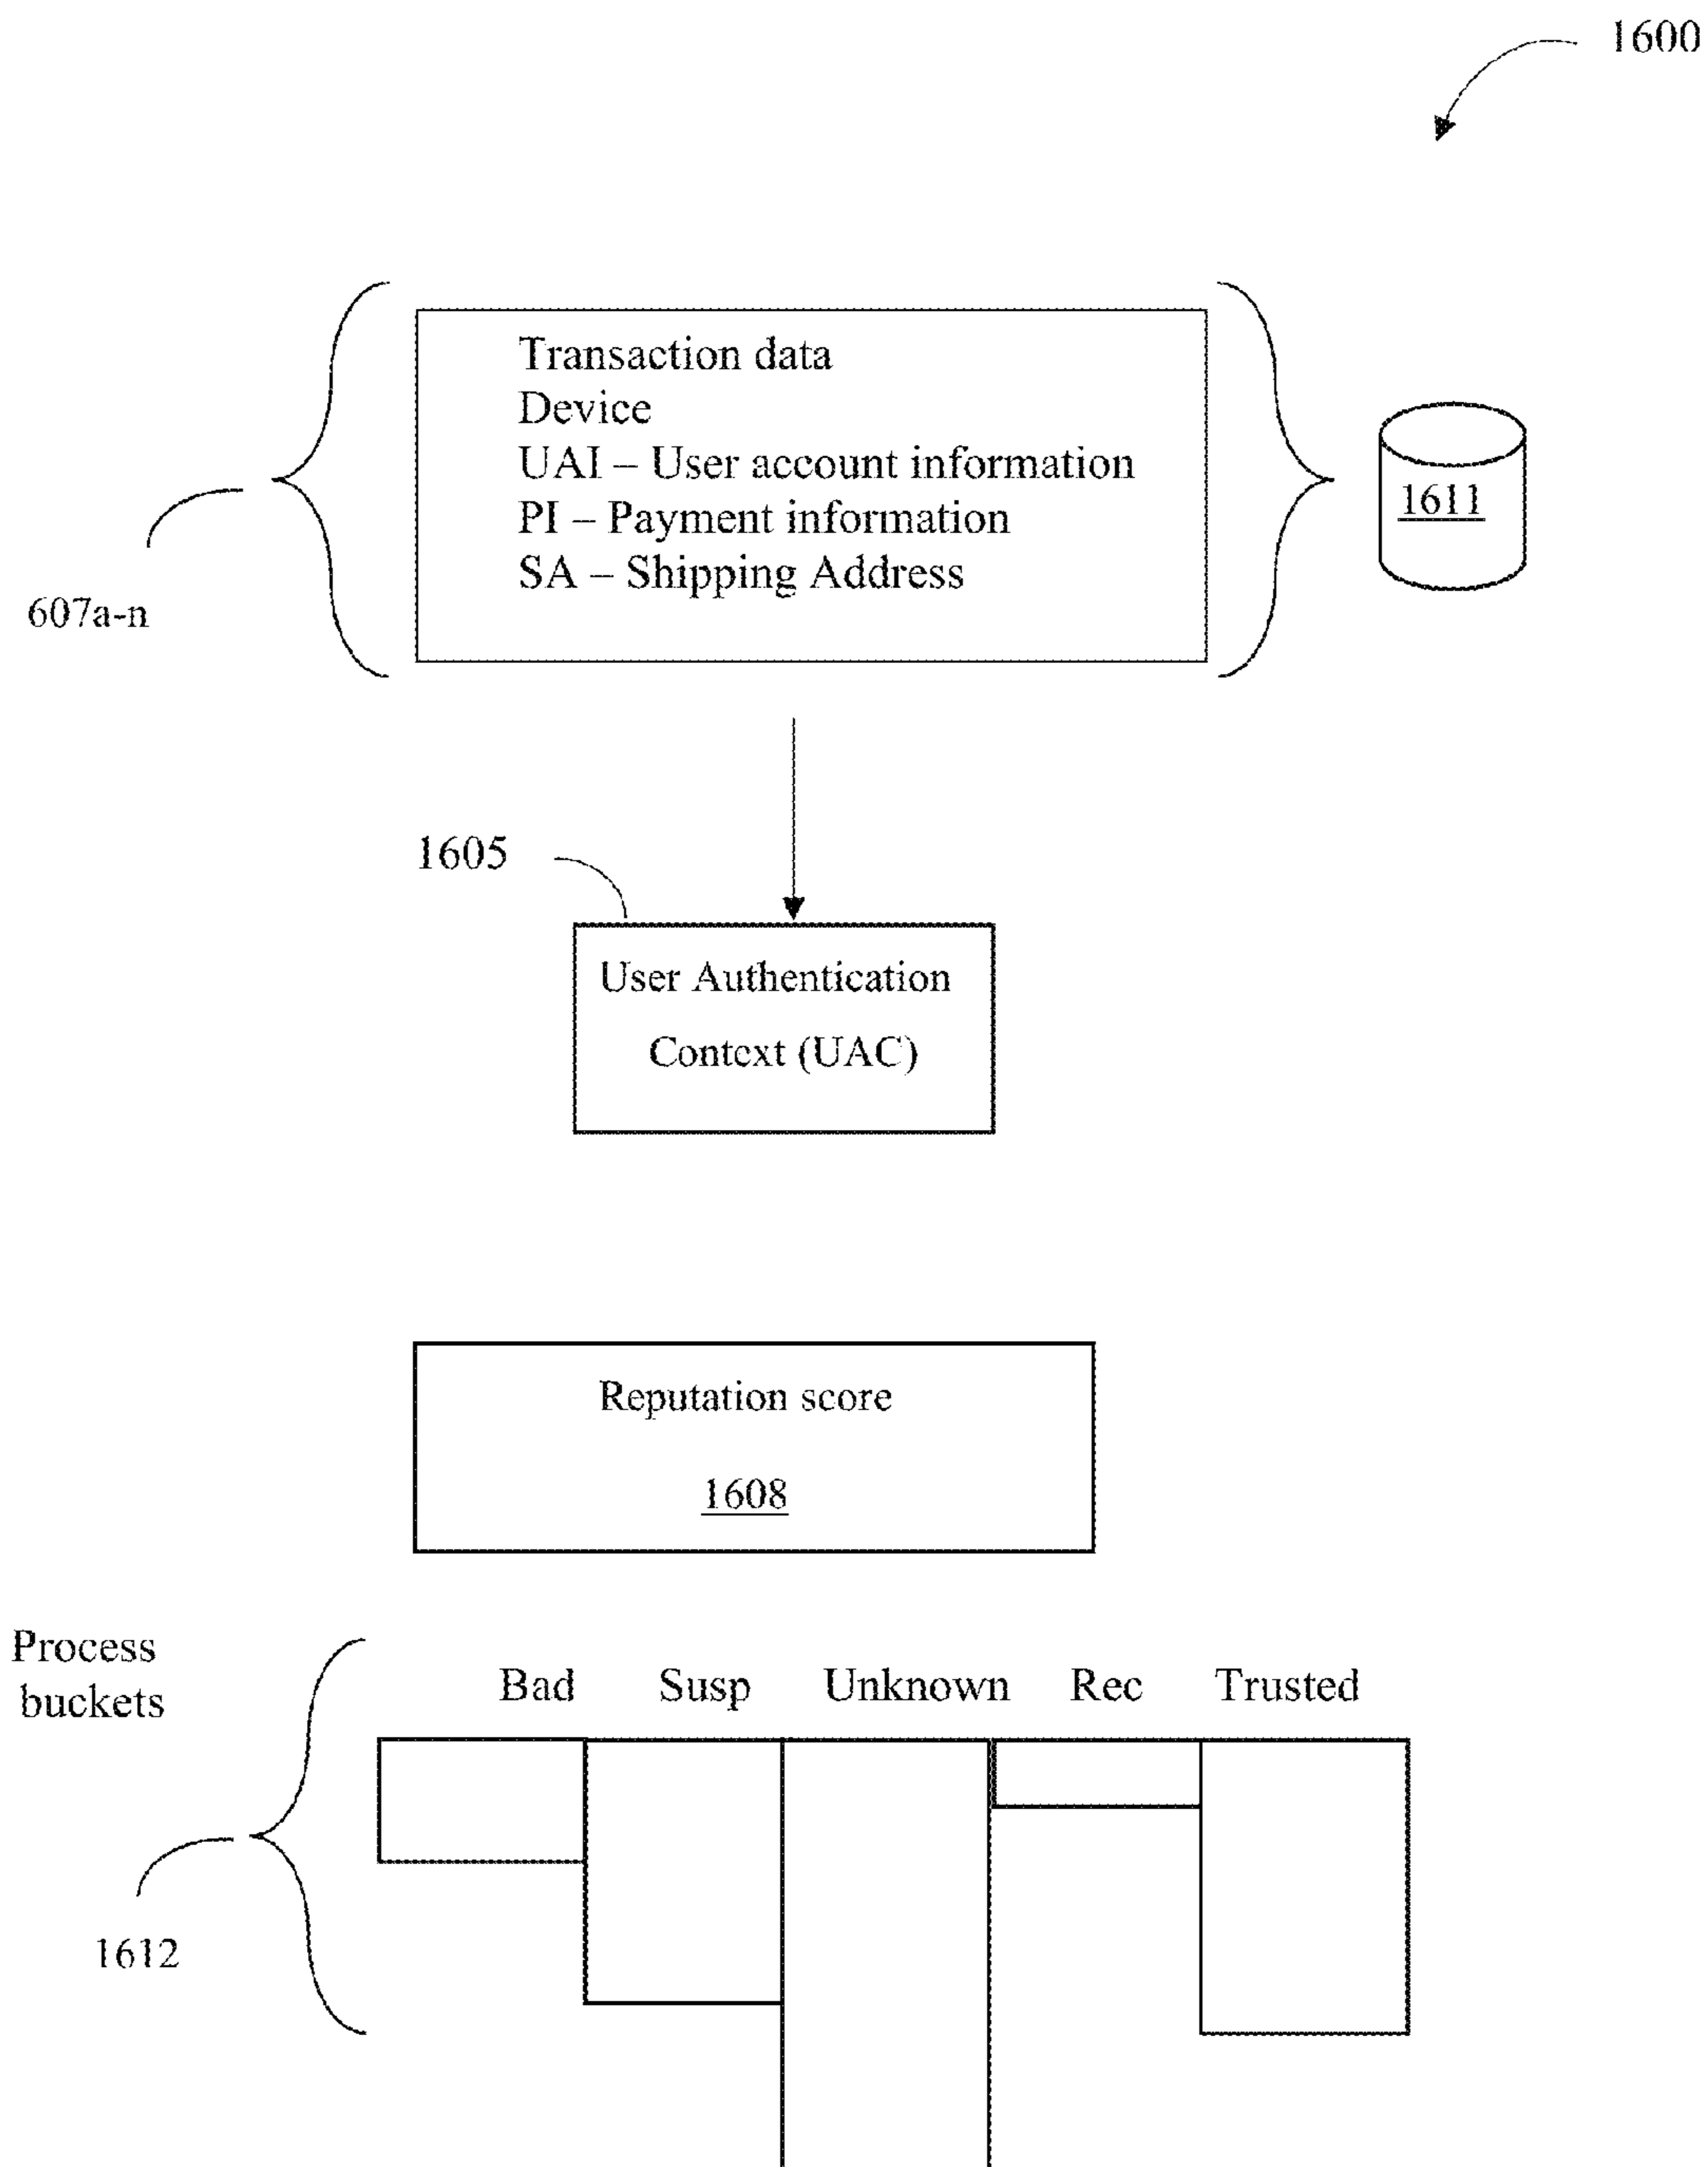 1600
Transaction data
Device
UAI – User account information
PI – Payment information
SA – Shipping Address
1611
607a-n
1605
User Authentication
Context (UAC)
Reputation score
1608
Process
buckets
Bad Susp Unknown Rec Trusted
1612